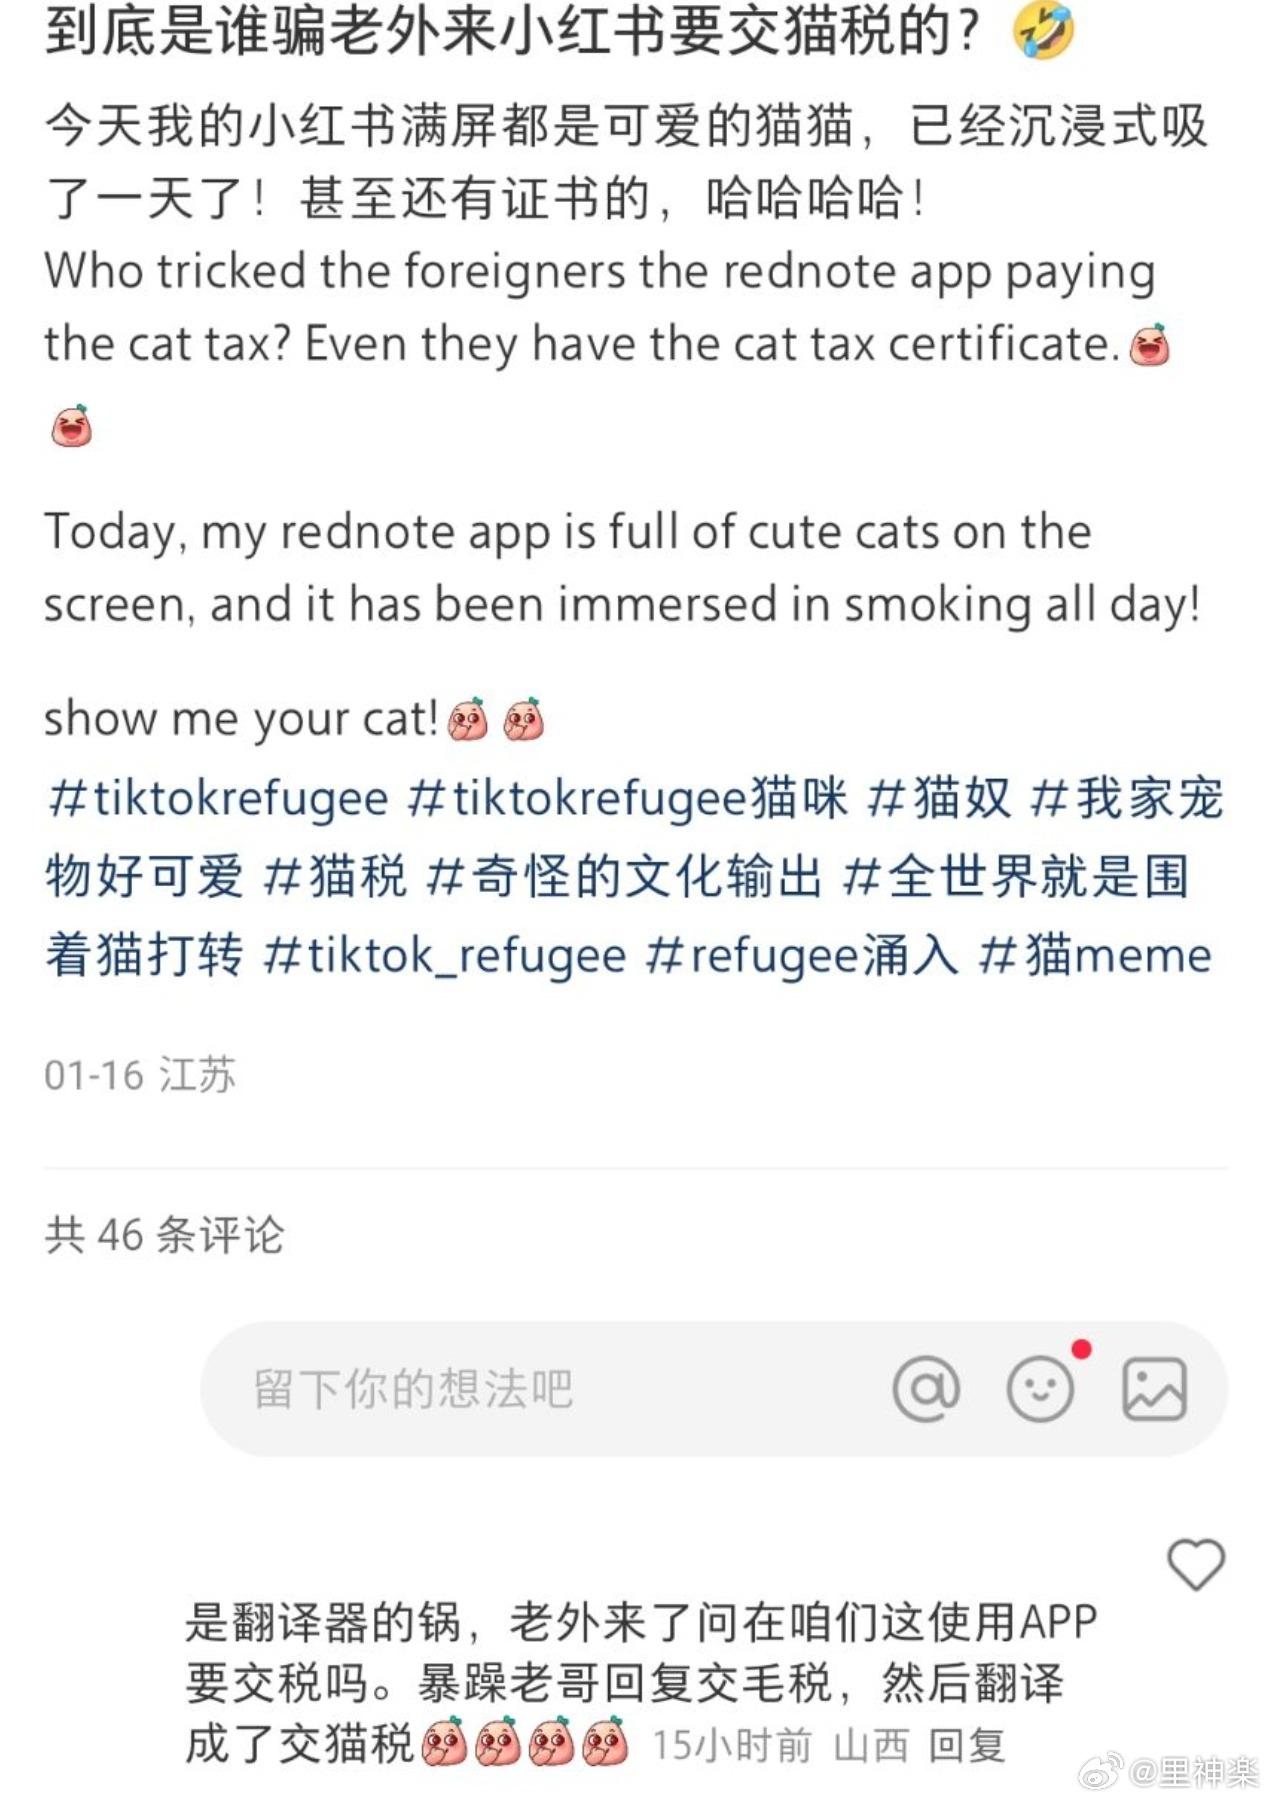 到底是谁骗老外来小红书要交猫税的？🤣
今天我的小红书满屏都是可爱的猫猫，已经沉浸式吸
了一天了！甚至还有证书的，哈哈哈哈！
Who tricked the foreigners the rednote app paying
the cat tax? Even they have the cat tax certificate.
Today, my rednote app is full of cute cats on the
screen, and it has been immersed in smoking all day!
show me your cat!
#tiktokrefugee #tiktokrefugee猫咪 #猫奴 #我家宠
物好可爱 #猫税 #奇怪的文化输出 #全世界就是围
着猫打转 #tiktok_refugee #refugee涌入 #猫meme
01-16 江苏
共 46 条评论
留下你的想法吧
是翻译器的锅，老外来了问在咱们这使用APP
要交税吗。暴躁老哥回复交毛税，然后翻译
成了交猫税 15小时前 山西 回复
@里神楽